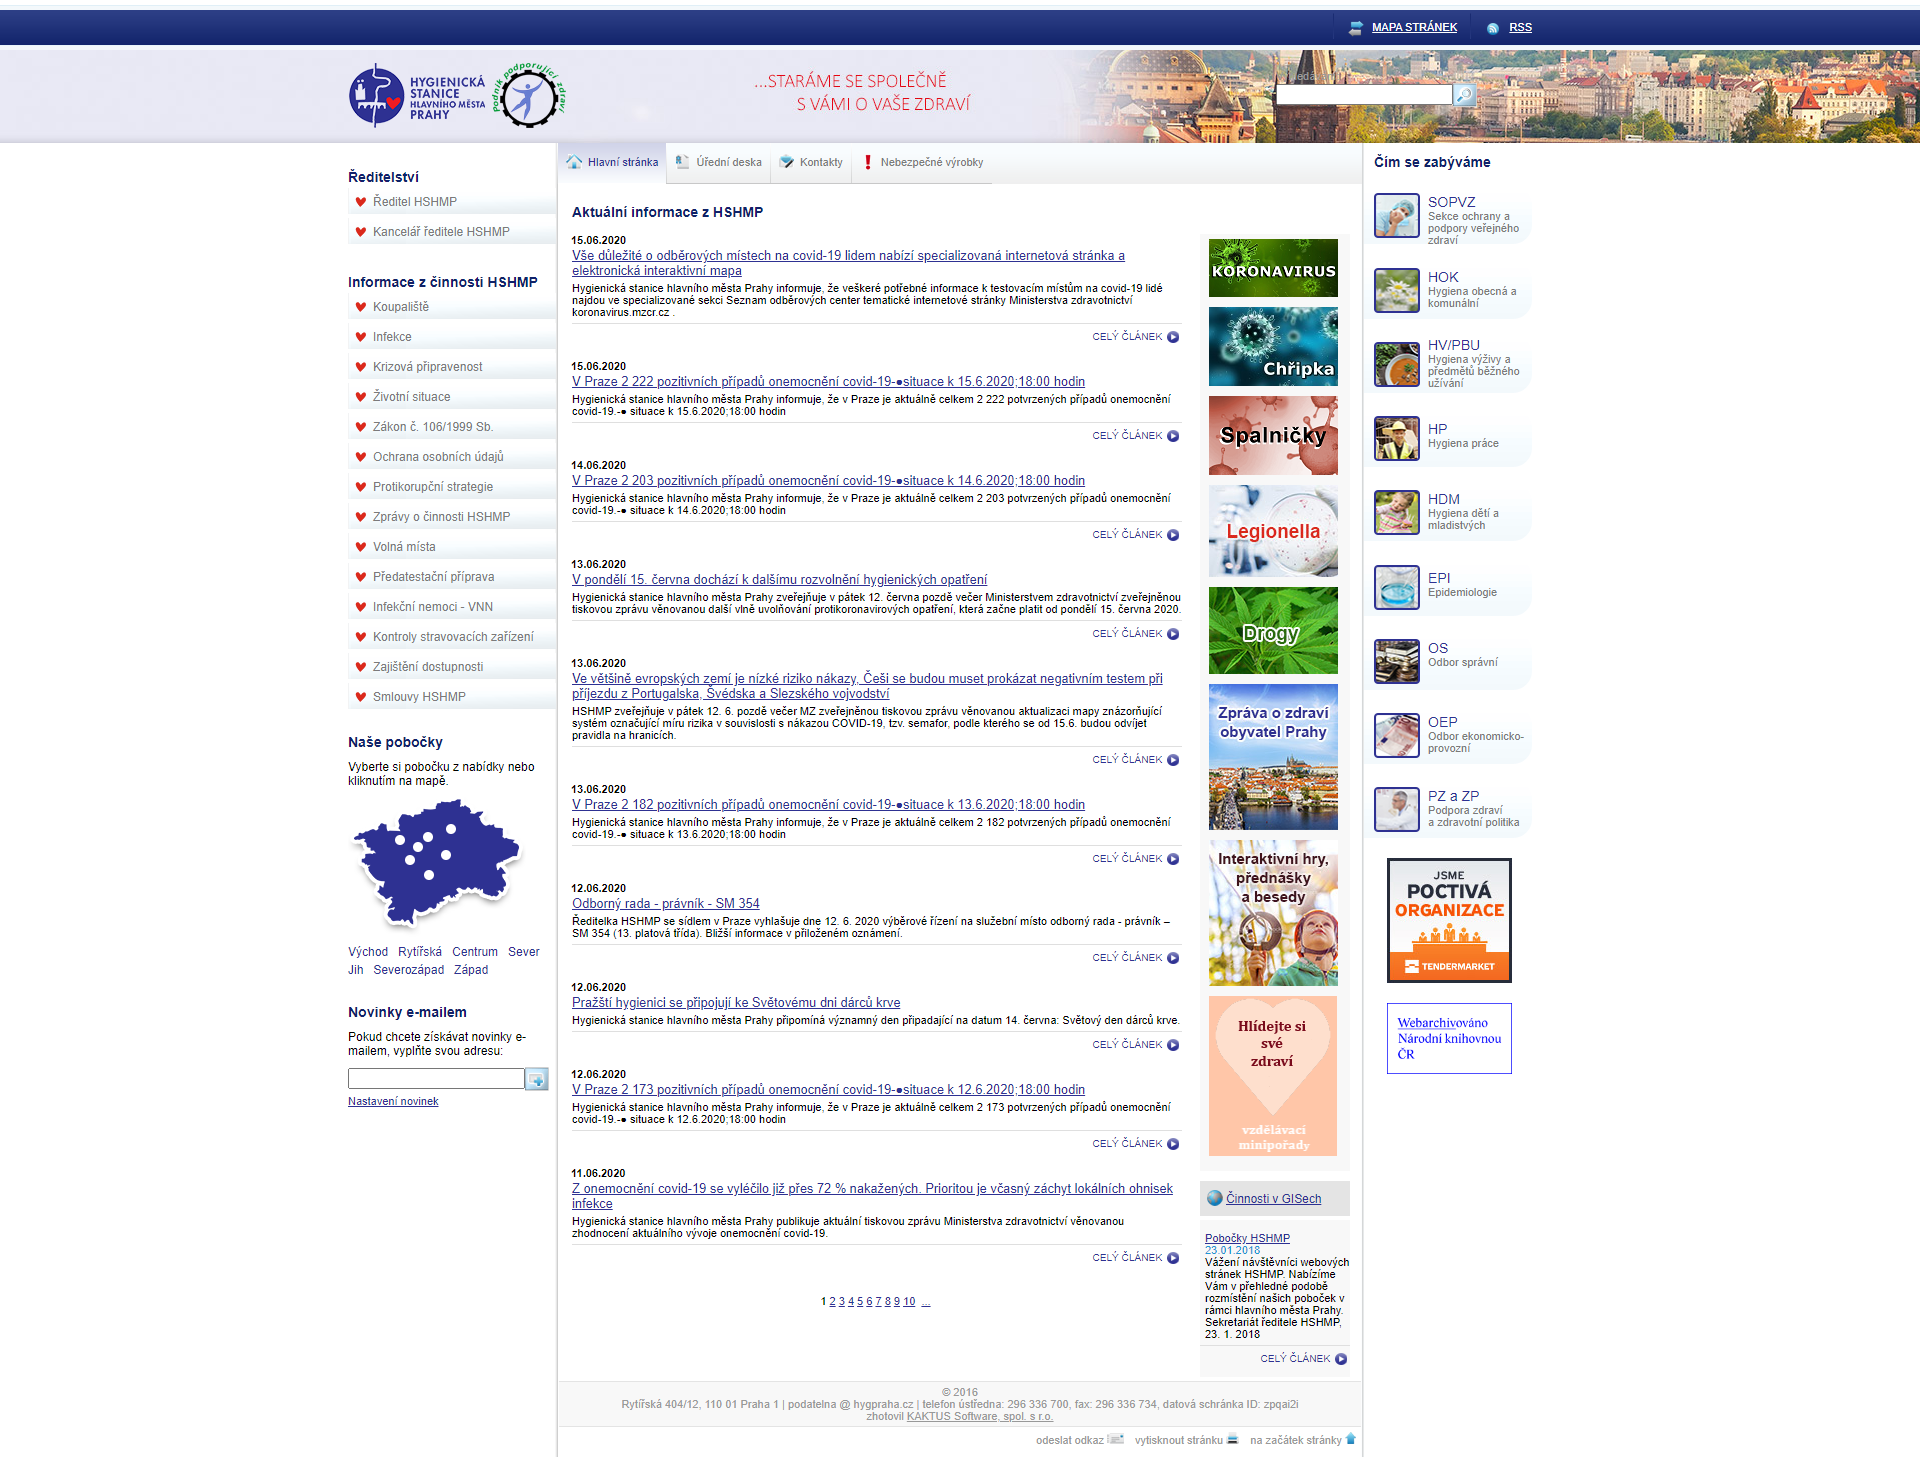 MAPA STRÁNEK
RSS
HYGIENICKÁ
STANICE
HLAVNÍHO MĚSTA
PRAHY
Podnik podporující zdraví
...STARÁME SE SPOLEČNĚ
S VÁMI O VAŠE ZDRAVÍ
Hlavní stránka
Úřední deska
Kontakty
Nebezpečné výrobky
Ředitelství
Ředitel HSHMP
Kancelář ředitele HSHMP
Informace z činnosti HSHMP
Koupaliště
Infekce
Krizová připravenost
Životní situace
Zákon č. 106/1999 Sb.
Ochrana osobních údajů
Protikorupční strategie
Zprávy o činnosti HSHMP
Volná místa
Předatestační příprava
Infekční nemoci - VNN
Kontroly stravovacích zařízení
Zajištění dostupnosti
Smlouvy HSHMP
Naše pobočky
Vyberte si pobočku z nabídky nebo
kliknutím na mapě.
Východ Rytířská Centrum Sever
Jih Severozápad Západ
Novinky e-mailem
Pokud chcete získávat novinky e-
mailem, vyplňte svou adresu:
Nastavení novinek
Aktuální informace z HSHMP
15.06.2020
Vše důležité o odběrových místech na covid-19 lidem nabízí specializovaná internetová stránka a
elektronická interaktivní mapa
Hygienická stanice hlavního města Prahy informuje, že veškeré potřebné informace k testovacím místům na covid-19 lidé
najdou ve specializované sekci Seznam odběrových center tematické internetové stránky Ministerstva zdravotnictví
koronavirus.mzcr.cz .
CELÝ ČLÁNEK
15.06.2020
V Praze 2 222 pozitivních případů onemocnění covid-19-●situace k 15.6.2020;18:00 hodin
Hygienická stanice hlavního města Prahy informuje, že v Praze je aktuálně celkem 2 222 potvrzených případů onemocnění
covid-19.-● situace k 15.6.2020;18:00 hodin
CELÝ ČLÁNEK
14.06.2020
V Praze 2 203 pozitivních případů onemocnění covid-19-●situace k 14.6.2020;18:00 hodin
Hygienická stanice hlavního města Prahy informuje, že v Praze je aktuálně celkem 2 203 potvrzených případů onemocnění
covid-19.-● situace k 14.6.2020;18:00 hodin
CELÝ ČLÁNEK
13.06.2020
V pondělí 15. června dochází k dalšímu rozvolnění hygienických opatření
Hygienická stanice hlavního města Prahy zveřejňuje v pátek 12. června pozdě večer Ministerstvem zdravotnictví zveřejněnou
tiskovou zprávu věnovanou další vlně uvolňování protikoronavirových opatření, která začne platit od pondělí 15. června 2020.
CELÝ ČLÁNEK
13.06.2020
Ve většině evropských zemí je nízké riziko nákazy, Češi se budou muset prokázat negativním testem při
příjezdu z Portugalska, Švédska a Slezského vojvodství
HSHMP zveřejňuje v pátek 12. 6. pozdě večer MZ zveřejněnou tiskovou zprávu věnovanou aktualizaci mapy znázorňující
systém označující míru rizika v souvislosti s nákazou COVID-19, tzv. semafor, podle kterého se od 15.6. budou odvíjet
pravidla na hranicích.
CELÝ ČLÁNEK
13.06.2020
V Praze 2 182 pozitivních případů onemocnění covid-19-●situace k 13.6.2020;18:00 hodin
Hygienická stanice hlavního města Prahy informuje, že v Praze je aktuálně celkem 2 182 potvrzených případů onemocnění
covid-19.-● situace k 13.6.2020;18:00 hodin
CELÝ ČLÁNEK
12.06.2020
Odborný rada - právník - SM 354
Ředitelka HSHMP se sídlem v Praze vyhlašuje dne 12. 6. 2020 výběrové řízení na služební místo odborný rada - právník –
SM 354 (13. platová třída). Bližší informace v přiloženém oznámení.
CELÝ ČLÁNEK
12.06.2020
Pražští hygienici se připojují ke Světovému dni dárců krve
Hygienická stanice hlavního města Prahy připomíná významný den připadající na datum 14. června: Světový den dárců krve.
CELÝ ČLÁNEK
12.06.2020
V Praze 2 173 pozitivních případů onemocnění covid-19-●situace k 12.6.2020;18:00 hodin
Hygienická stanice hlavního města Prahy informuje, že v Praze je aktuálně celkem 2 173 potvrzených případů onemocnění
covid-19.-● situace k 12.6.2020;18:00 hodin
CELÝ ČLÁNEK
11.06.2020
Z onemocnění covid-19 se vyléčilo již přes 72 % nakažených. Prioritou je včasný záchyt lokálních ohnisek
infekce
Hygienická stanice hlavního města Prahy publikuje aktuální tiskovou zprávu Ministerstva zdravotnictví věnovanou
zhodnocení aktuálního vývoje onemocnění covid-19.
CELÝ ČLÁNEK
1 2 3 4 5 6 7 8 9 10 ...
KORONAVIRUS
Chřipka
Spalničky
Legionella
Drogy
Zpráva o zdraví
obyvatel Prahy
Interaktivní hry,
přednášky
a besedy
Hlídejte si
své
zdraví
vzdělávací
minipořady
Činnosti v GISech
Pobočky HSHMP
23.01.2018
Vážení návštěvníci webových
stránek HSHMP. Nabízíme
Vám v přehledné podobě
rozmístění našich poboček v
rámci hlavního města Prahy.
Sekretariát ředitele HSHMP,
23. 1. 2018
CELÝ ČLÁNEK
Čím se zabýváme
SOPVZ
Sekce ochrany a
podpory veřejného
zdraví
HOK
Hygiena obecná a
komunální
HV/PBU
Hygiena výživy a
předmětů běžného
užívání
HP
Hygiena práce
HDM
Hygiena dětí a
mladistvých
EPI
Epidemiologie
OS
Odbor správní
OEP
Odbor ekonomicko-
provozní
PZ a ZP
Podpora zdraví
a zdravotní politika
JSME
POCTIVÁ
ORGANIZACE
TENDERMARKET
Webarchivováno
Národní knihovnou
ČR
© 2016
Rytířská 404/12, 110 01 Praha 1 | podatelna @ hygpraha.cz | telefon ústředna: 296 336 700, fax: 296 336 734, datová schránka ID: zpqai2i
zhotovil KAKTUS Software, spol. s r.o.
odeslat odkaz
vytisknout stránku
na začátek stránky